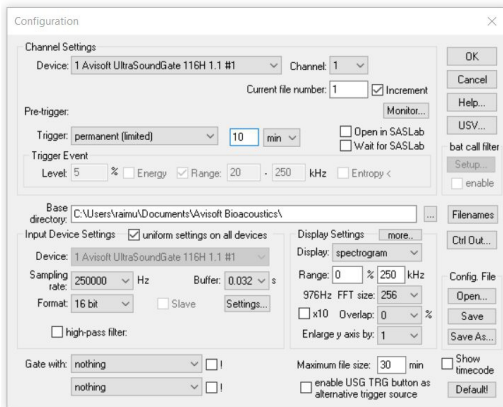 Configuration
Channel Settings
Device: 1 Avisoft UltraSoundGate 116H 1.1 #1 Channel: 1
OK
Current file number: 1 Increment
Cancel
Pre-trigger: Monitor...
Help...
Trigger: permanent (limited) 10 min Open in SASLab
Wait for SASLab
USV...
Trigger Event
bat call filter
Level: 5 % Energy Range: 20 - 250 kHz Entropy <
Setup...
enable
Base
directory: C:\Users\raimu\Documents\Avisoft Bioacoustics\ ...
Filenames
Input Device Settings uniform settings on all devices
Display Settings more..
Ctrl Out...
Device: 1 Avisoft UltraSoundGate 116H 1.1 #1
Display: spectrogram
Sampling
rate: 250000 Hz Buffer: 0.032 s
Range: 0 % 250 kHz
Config. File
Format: 16 bit Slave Settings...
976Hz FFT size: 256
Open...
x10 Overlap: 0 %
Save
high-pass filter:
Enlarge y axis by: 1
Save As...
Gate with: nothing !
Maximum file size: 30 min
Show
timecode
nothing !
enable USG TRG button as
alternative trigger source
Default!